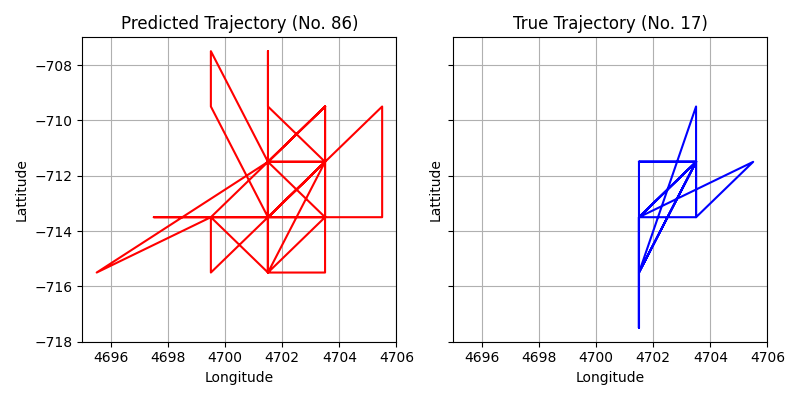 Predicted Trajectory (No. 86)
True Trajectory (No. 17)
−708
−710
−712
−714
−716
−718
Lattitude
Lattitude
4696 4698 4700 4702 4704 4706
4696 4698 4700 4702 4704 4706
Longitude
Longitude